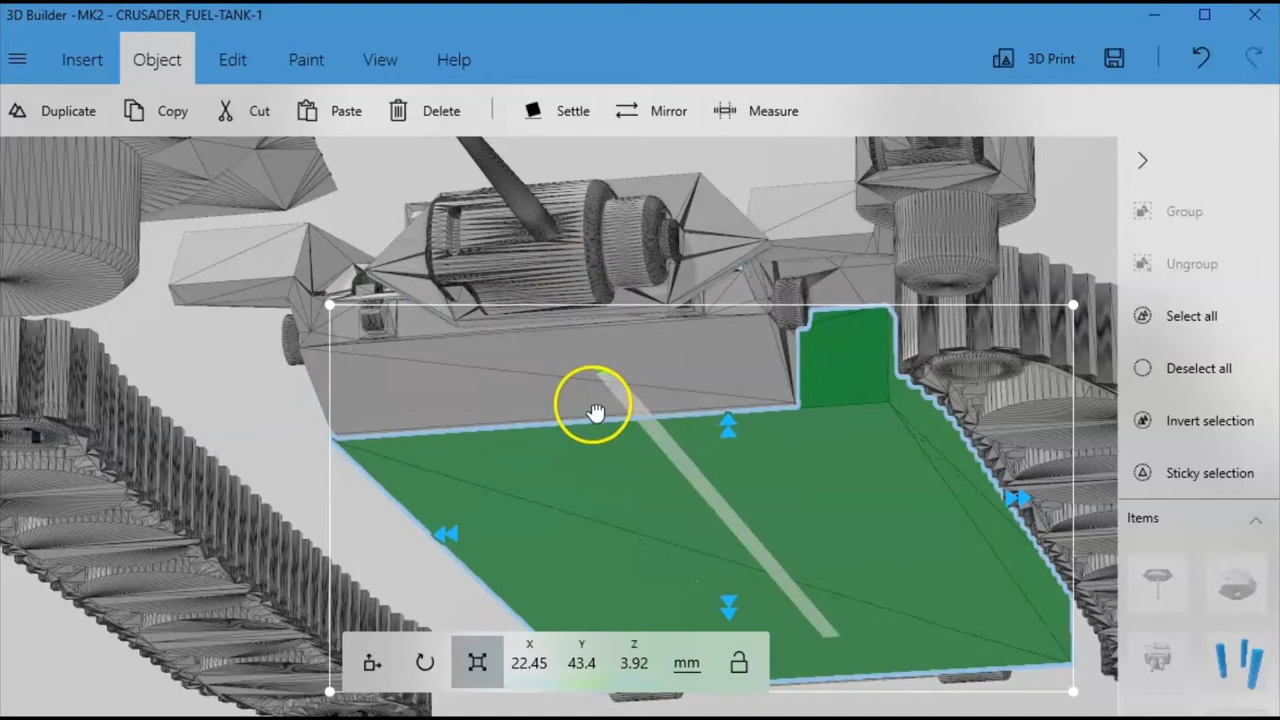 3D Builder -MK2 - CRUSADER_FUEL-TANK-1
Insert Object Edit Paint View Help 3D Print
Duplicate Copy Cut Paste Delete Settle Mirror Measure
Group
Ungroup
Select all
Deselect all
Invert selection
Sticky selection
Items
X Y Z
22.45 43.4 3.92 mm